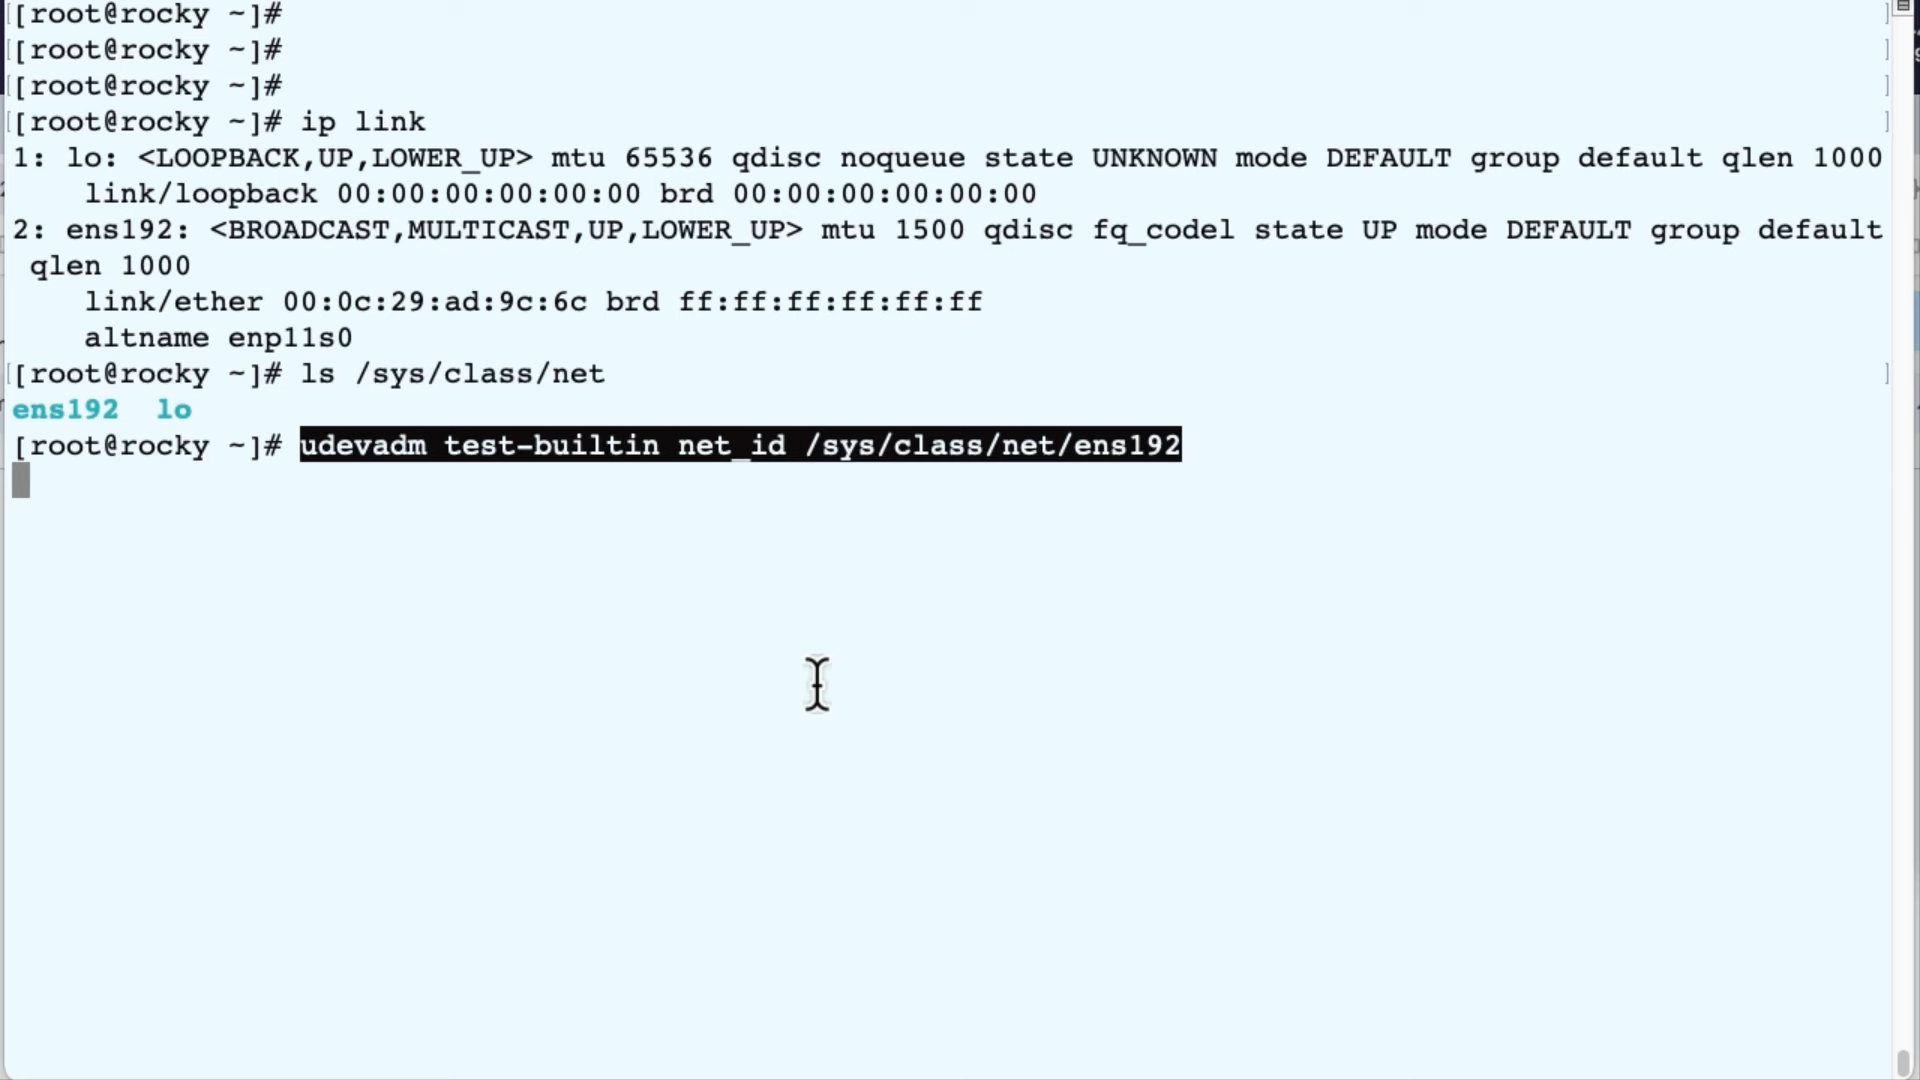 [root@rocky ~]#
[root@rocky ~]#
[root@rocky ~]#
[root@rocky ~]# ip link
1: lo: <LOOPBACK,UP,LOWER_UP> mtu 65536 qdisc noqueue state UNKNOWN mode DEFAULT group default qlen 1000
    link/loopback 00:00:00:00:00:00 brd 00:00:00:00:00:00
2: ens192: <BROADCAST,MULTICAST,UP,LOWER_UP> mtu 1500 qdisc fq_codel state UP mode DEFAULT group default
 qlen 1000
    link/ether 00:0c:29:ad:9c:6c brd ff:ff:ff:ff:ff:ff
    altname enp11s0
[root@rocky ~]# ls /sys/class/net
ens192  lo
[root@rocky ~]# udevadm test-builtin net_id /sys/class/net/ens192